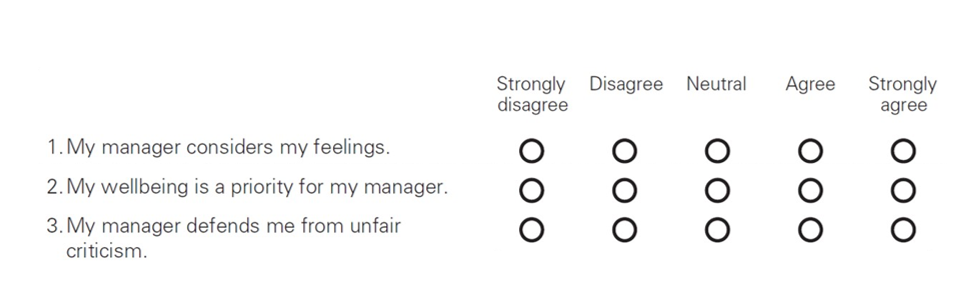 Strongly disagree Disagree Neutral Agree Strongly agree
1. My manager considers my feelings.
2. My wellbeing is a priority for my manager.
3. My manager defends me from unfair
criticism.